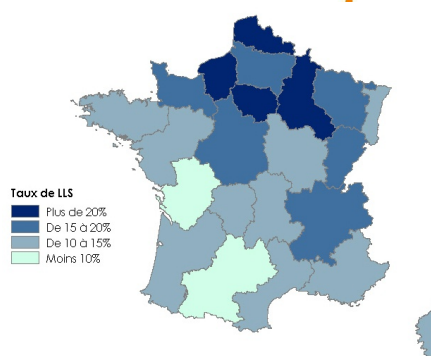 Taux de LLS
Plus de 20%
De 15 à 20%
De 10 à 15%
Moins 10%